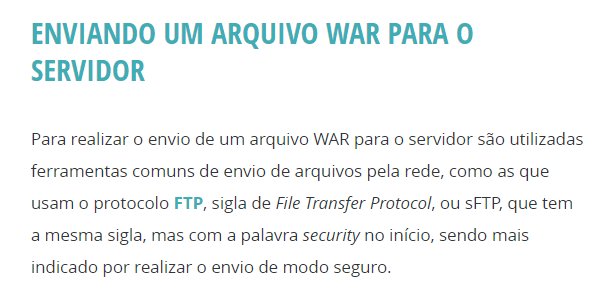 ENVIANDO UM ARQUIVO WAR PARA O
SERVIDOR
Para realizar o envio de um arquivo WAR para o servidor são utilizadas
ferramentas comuns de envio de arquivos pela rede, como as que
usam o protocolo FTP, sigla de File Transfer Protocol, ou sFTP, que tem
a mesma sigla, mas com a palavra security no início, sendo mais
indicado por realizar o envio de modo seguro.